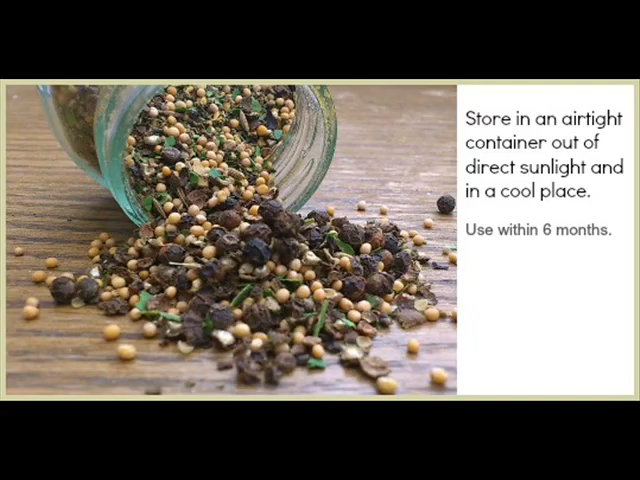 Store in an airtight
container out of
direct sunlight and
in a cool place.
Use within 6 months.